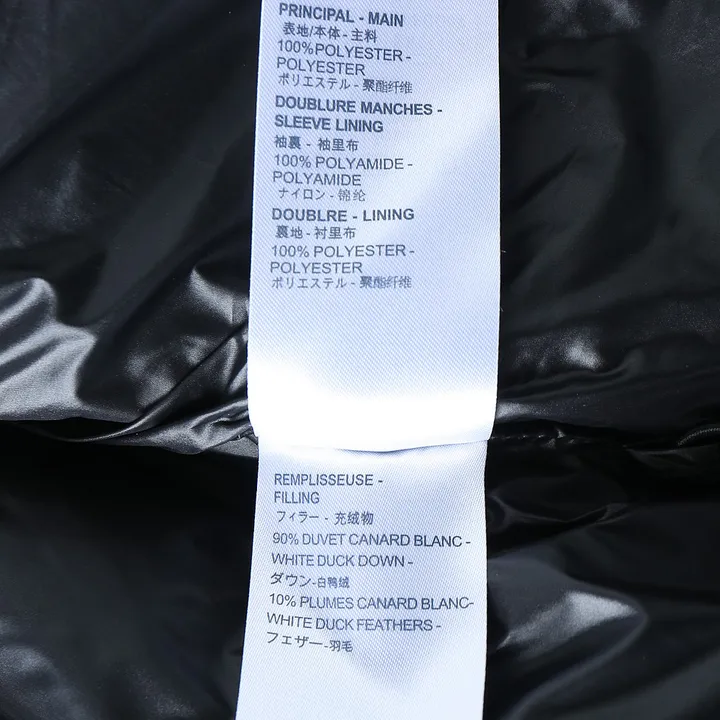 PRINCIPAL - MAIN
表地/本体 - 主料
100%POLYESTER -
POLYESTER
ポリエステル - 聚酯纤维
DOUBLURE MANCHES -
SLEEVE LINING
袖裏 - 袖里布
100% POLYAMIDE -
POLYAMIDE
ナイロン - 锦纶
DOUBLRE - LINING
裏地 - 衬里布
100% POLYESTER -
POLYESTER
ポリエステル - 聚酯纤维
REMPLISSEUSE -
FILLING
フィラー - 充绒物
90% DUVET CANARD BLANC -
WHITE DUCK DOWN -
ダウン-白鸭绒
10% PLUMES CANARD BLANC-
WHITE DUCK FEATHERS -
フェザー-羽毛